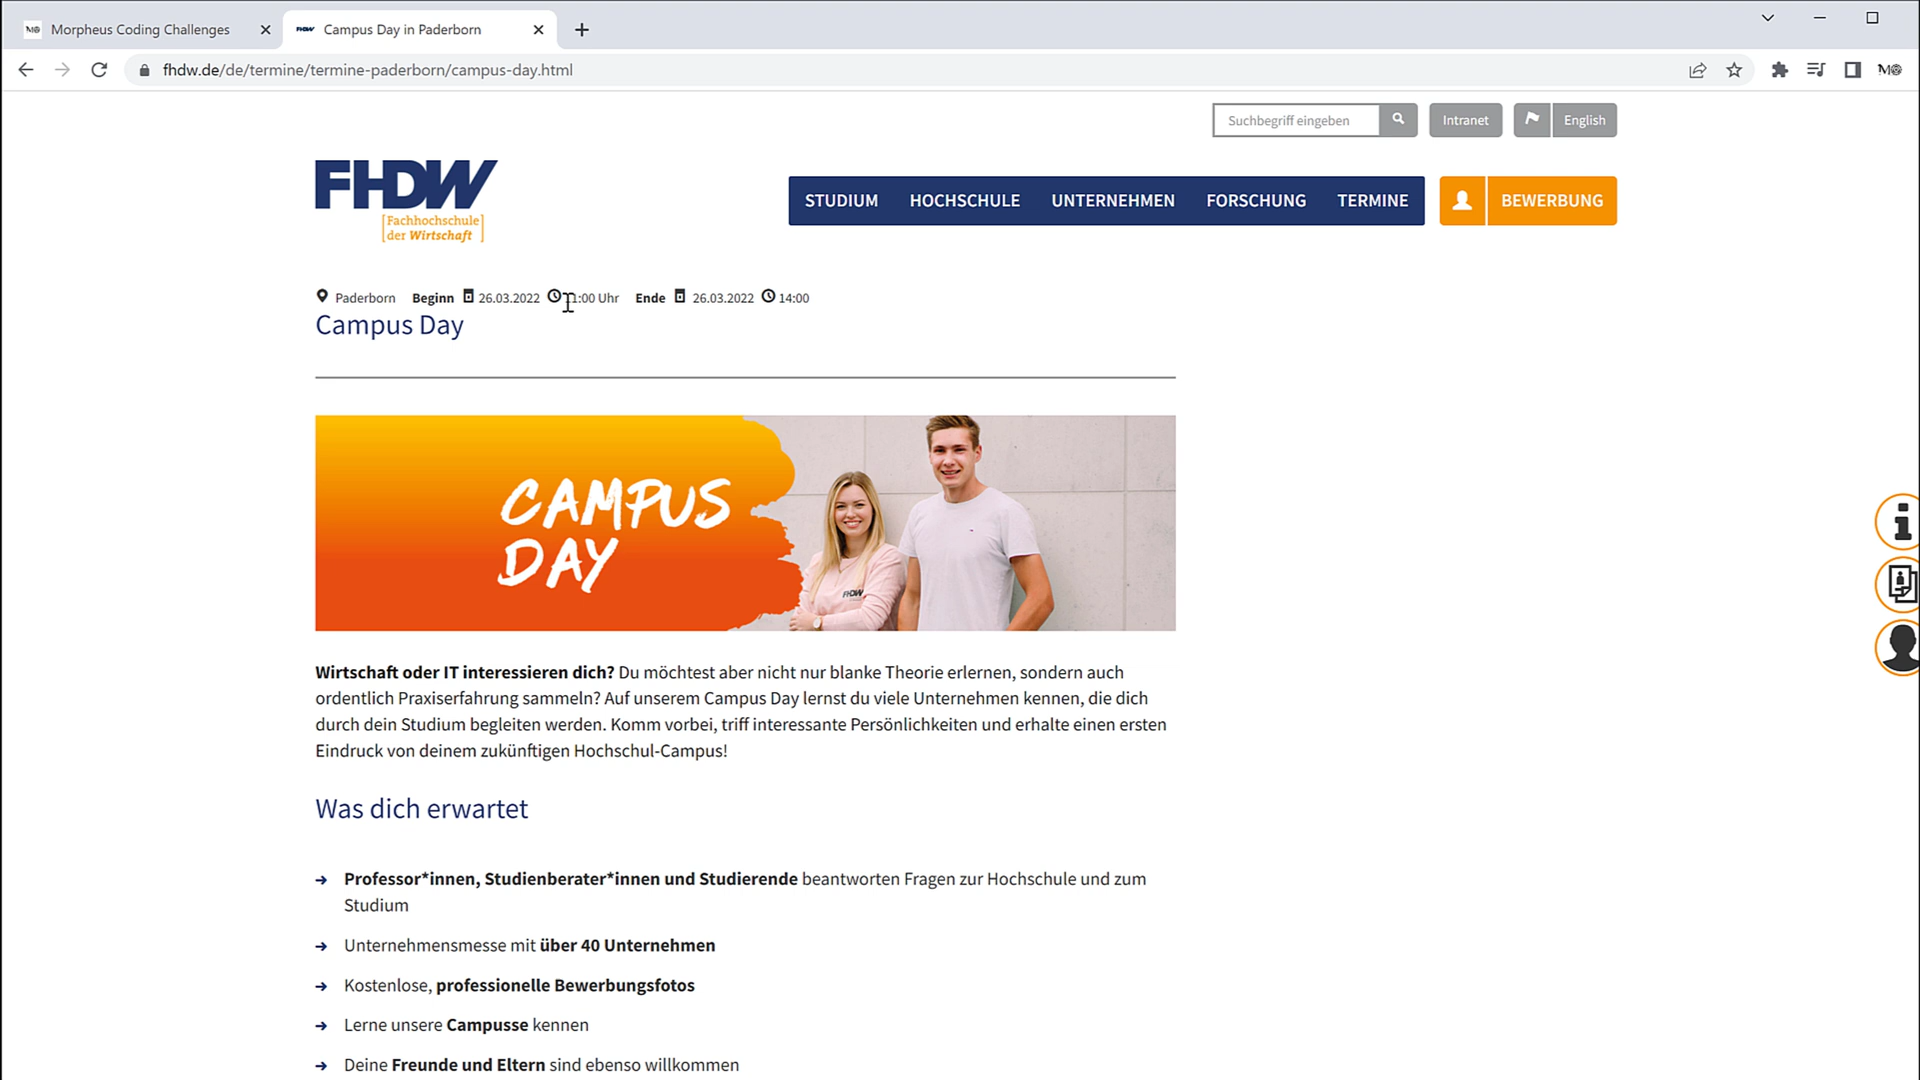 Morpheus Coding Challenges
FHDW Campus Day in Paderborn
fhdw.de/de/termine/termine-paderborn/campus-day.html
Suchbegriff eingeben
Intranet
English
FHDW
[Fachhochschule]
[der Wirtschaft]
STUDIUM HOCHSCHULE UNTERNEHMEN FORSCHUNG TERMINE
BEWERBUNG
Paderborn Beginn 26.03.2022 Uhr Ende 26.03.2022 14:00
Campus Day
CAMPUS
DAY
FHDW
Wirtschaft oder IT interessieren dich? Du möchtest aber nicht nur blanke Theorie erlernen, sondern auch
ordentlich Praxiserfahrung sammeln? Auf unserem Campus Day lernst du viele Unternehmen kennen, die dich
durch dein Studium begleiten werden. Komm vorbei, triff interessante Persönlichkeiten und erhalte einen ersten
Eindruck von deinem zukünftigen Hochschul-Campus!
Was dich erwartet
Professor*innen, Studienberater*innen und Studierende beantworten Fragen zur Hochschule und zum
Studium
Unternehmensmesse mit über 40 Unternehmen
Kostenlose, professionelle Bewerbungsfotos
Lerne unsere Campusse kennen
Deine Freunde und Eltern sind ebenso willkommen